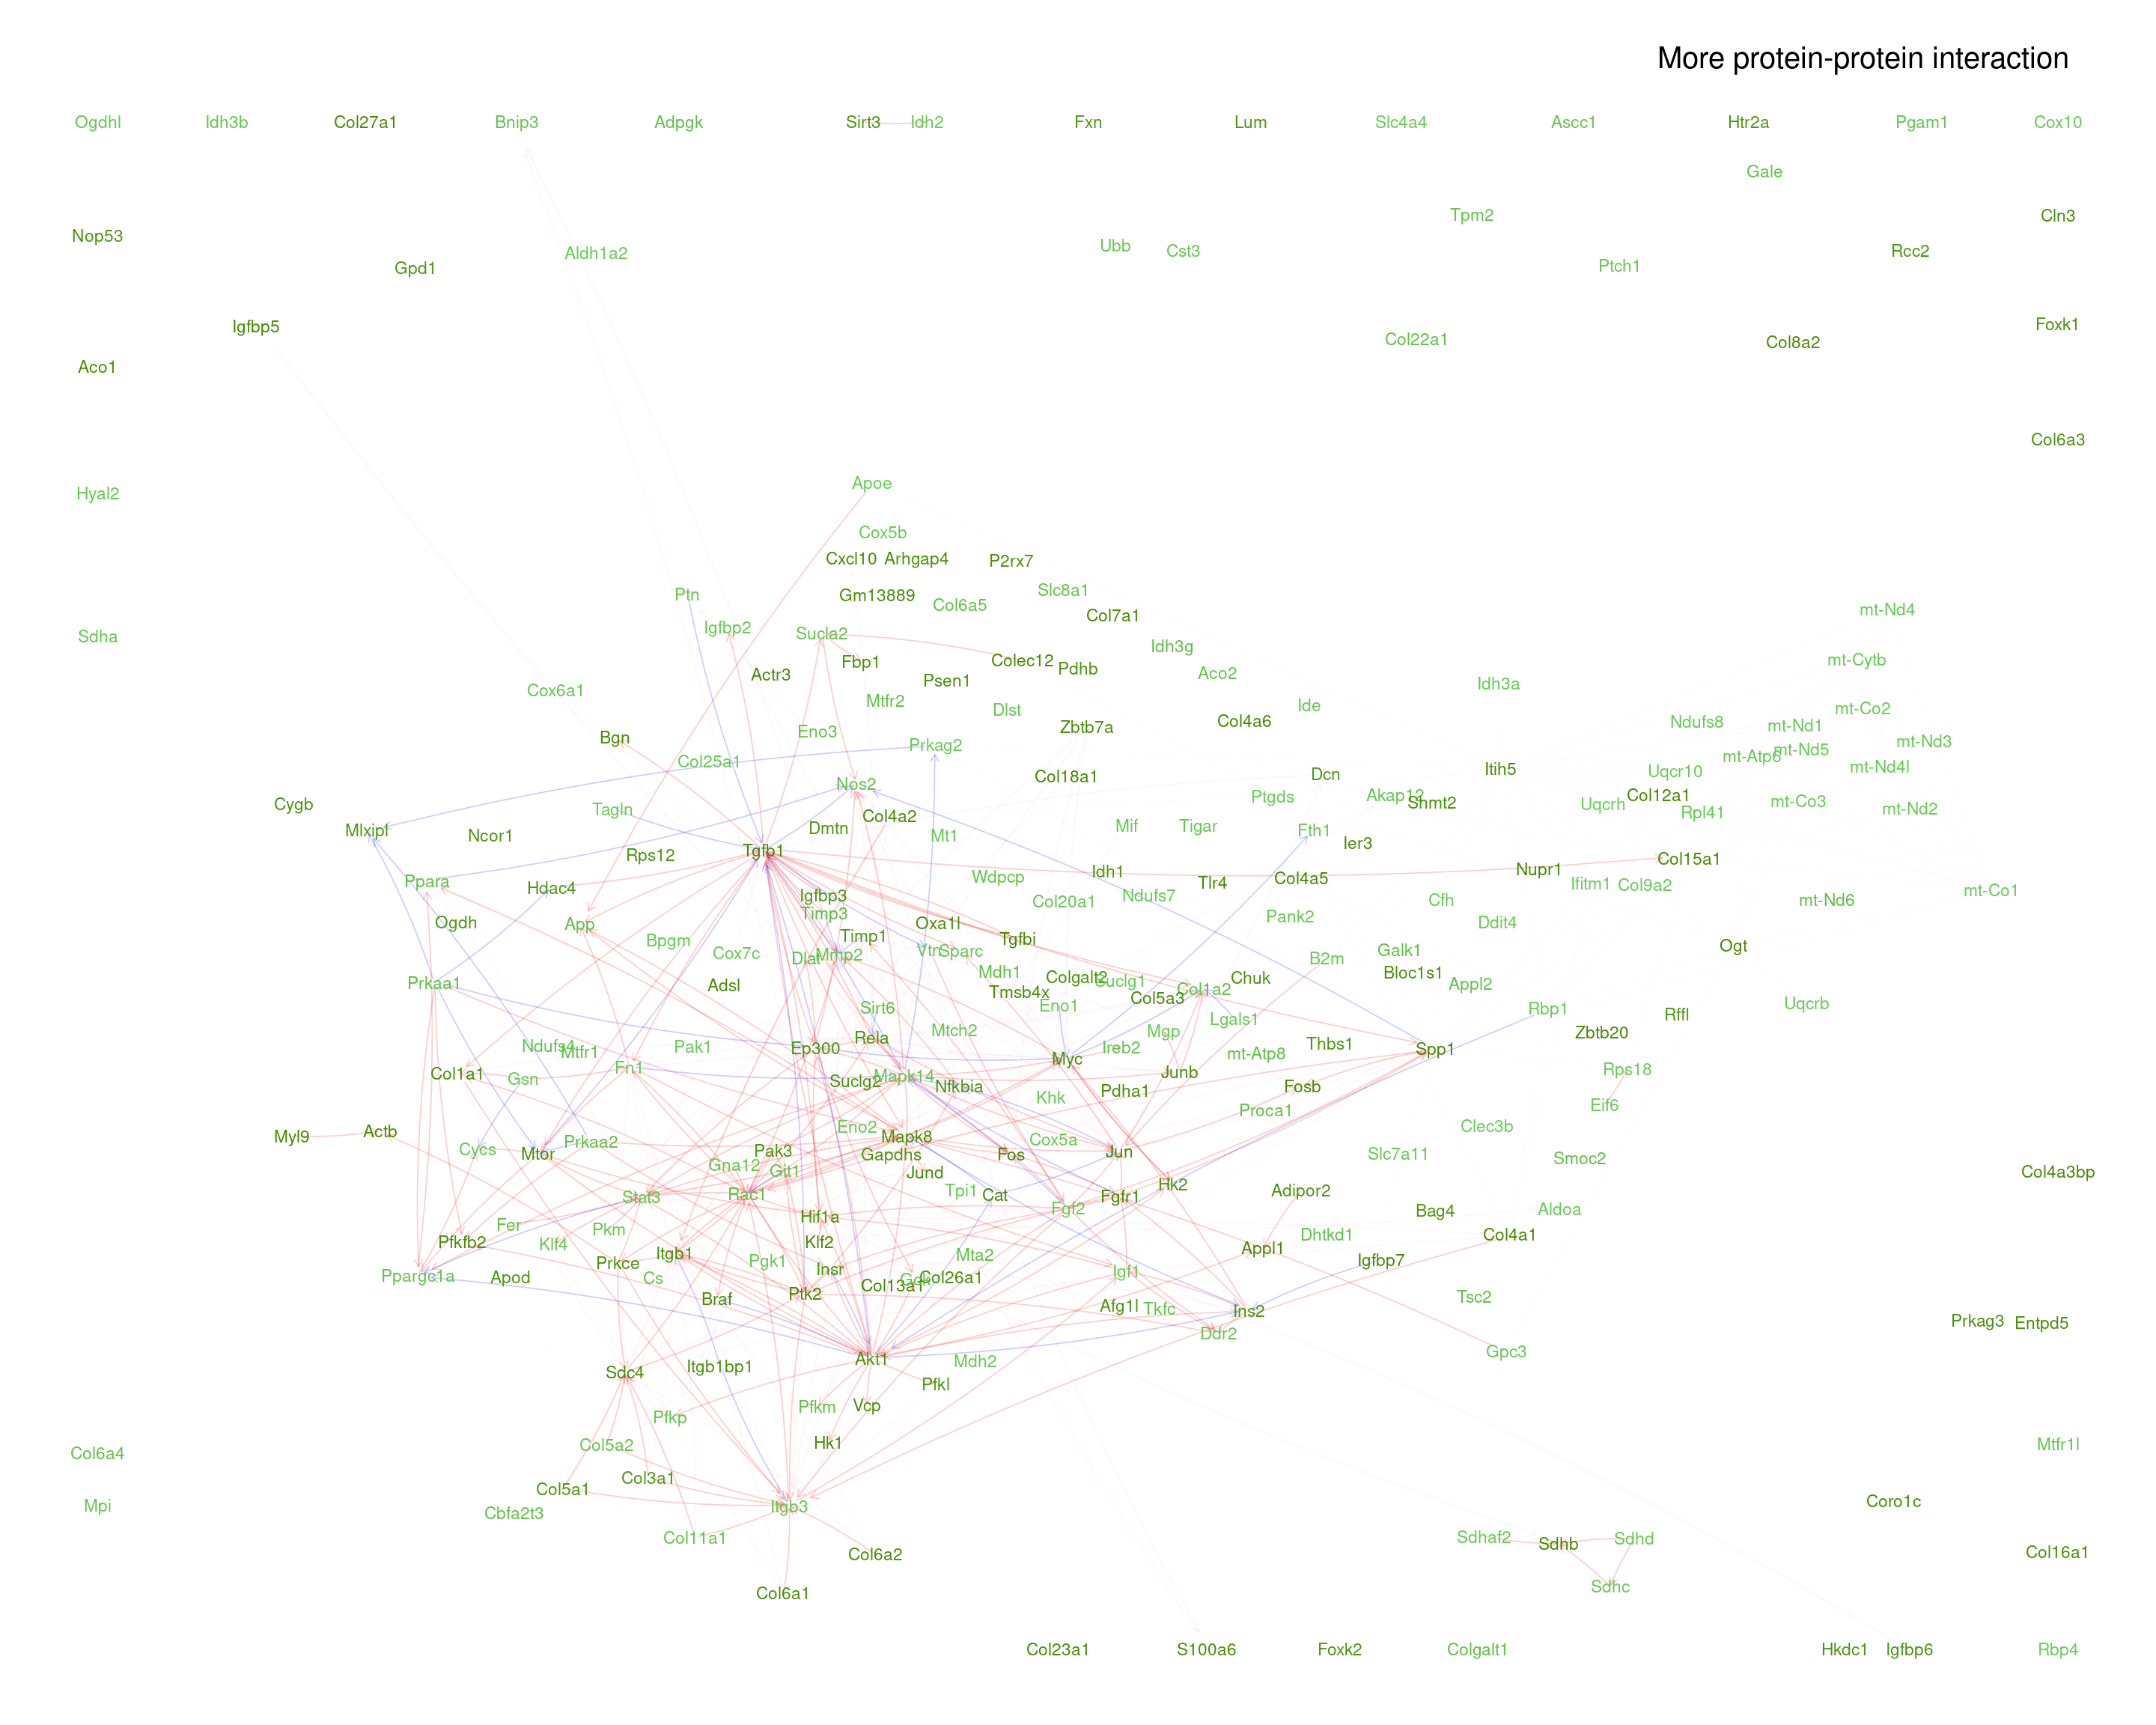 More protein-protein interaction
Ogdhl Idh3b Col27a1 Bnip3 Adpgk Sirt3 Idh2 Fxn Lum Slc4a4 Ascc1 Htr2a Pgam1 Cox10
Gale
Tpm2 Cln3
Nop53 Aldh1a2 Ubb Cst3 Rcc2
Gpd1 Ptch1
Igfbp5 Col22a1 Col8a2 Foxk1
Aco1
Col6a3
Hyal2 Apoe
Cox5b
Cxcl10 Arhgap4 P2rx7
Ptn Gm13889 Col6a5 Slc8a1 Col7a1 mt-Nd4
Sdha Igfbp2 Sucla2 Idh3g
Fbp1 Colec12 Pdhb mt-Cytb
Actr3 Psen1 Aco2 Idh3a
Cox6a1 Mtfr2 Dlst Ide mt-Co2
Eno3 Zbtb7a Col4a6 Ndufs8 mt-Nd1
Bgn Prkag2 mt-Nd5 mt-Nd3
Col25a1 mt-Atp6
Nos2 Col18a1 Dcn Itih5 Uqcr10 mt-Nd4l
Cygb Tagln Ptgds Akap12 Shmt2 Uqcrh Col12a1 mt-Co3
Mlxipl Ncor1 Dmtn Col4a2 Mt1 Mif Tigar Fth1 Rpl41 mt-Nd2
Rps12 Tgfb1 Ier3 Col15a1
Ppara Hdac4 Wdpcp Idh1 Tlr4 Col4a5 Nupr1 Ifitm1 Col9a2 mt-Co1
Igfbp3 Col20a1 Ndufs7 Cfh mt-Nd6
Ogdh App Timp3 Oxa1l Pank2 Ddit4
Bpgm Timp1 Tgfbi Ogt
Cox7c Dlat Mmp2 Vtn Sparc B2m Galk1
Prkaa1 Adsl Mdh1 Colgalt2 Suclg1 Chuk Bloc1s1 Appl2
Tmsb4x Col5a3 Col1a2
Sirt6 Eno1 Rbp1 Uqcrb
Mtch2 Mgp Lgals1 Rffl
Ndufs4 Mtfr1 Pak1 Ep300 Rela Ireb2 Thbs1 Spp1 Zbtb20
Col1a1 Gsn Fn1 Mapk14 Myc mt-Atp8 Rps18
Suclg2 Nfkbia Pdha1 Junb Fosb
Khk Proca1 Eif6
Myl9 Actb Eno2 Mapk8 Cox5a Clec3b
Cycs Mtor Prkaa2 Pak3 Gapdhs Fos Jun Slc7a11 Smoc2
Gna12 Git1 Jund Col4a3bp
Stat3 Rac1 Tpi1 Cat Fgfr1 Hk2 Adipor2
Fer Pkm Hif1a Fgf2 Bag4 Aldoa
Pfkfb2 Klf4 Itgb1 Klf2 Mta2 Appl1 Dhtkd1 Col4a1
Ppargc1a Apod Cs Prkce Pgk1 Insr Igf1 Igfbp7
Braf Ptk2 Col13a1 Col26a1 Afg1l Tkfc Ins2 Tsc2
Ddr2 Prkag3 Entpd5
Sdc4 Itgb1bp1 Akt1 Mdh2 Gpc3
Pfkp Pfkm Vcp Pfkl
Col6a4 Col5a2 Hk1 Mtfr1l
Mpi Col5a1 Col3a1 Itgb3 Coro1c
Cbfa2t3 Col11a1 Sdhaf2 Sdhb Sdhd
Col6a2 Col16a1
Col6a1 Sdhc
Col23a1 S100a6 Foxk2 Colgalt1 Hkdc1 Igfbp6 Rbp4